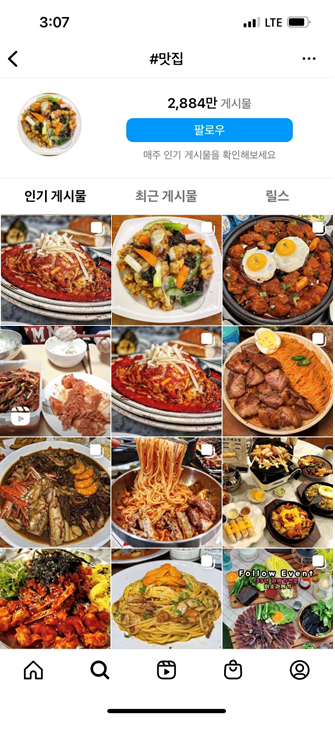 3:07
LTE
#맛집
2,884만 게시물
팔로우
매주 인기 게시물을 확인해보세요
인기 게시물
최근 게시물
릴스
Follow Event